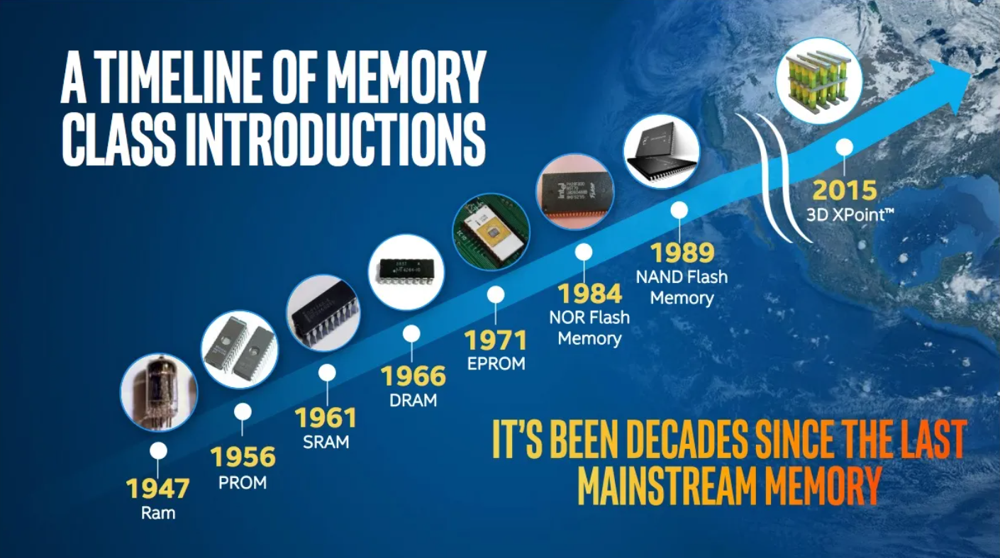 A TIMELINE OF MEMORY
CLASS INTRODUCTIONS
1947
Ram
1956
PROM
1961
SRAM
1966
DRAM
1971
EPROM
1984
NOR Flash
Memory
1989
NAND Flash
Memory
2015
3D XPoint™
intel
IT'S BEEN DECADES SINCE THE LAST
MAINSTREAM MEMORY